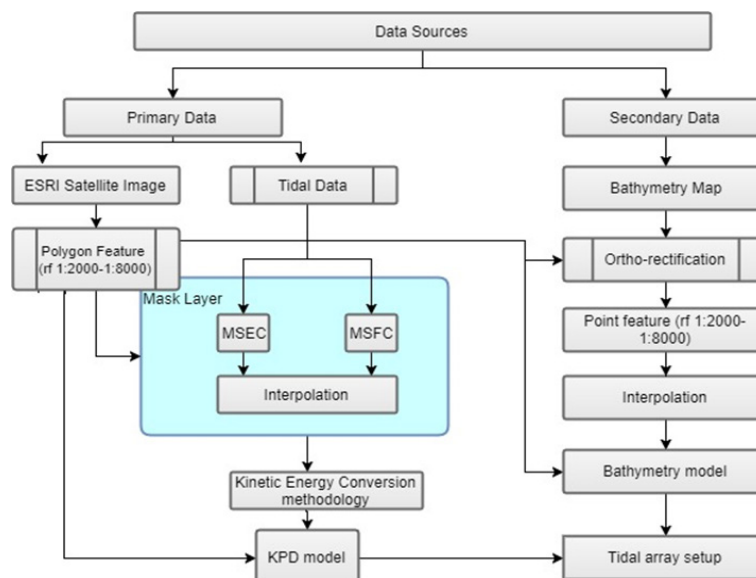 Data Sources
Primary Data
Secondary Data
ESRI Satellite Image
Tidal Data
Bathymetry Map
Polygon Feature
(rf 1:2000-1:8000)
Ortho-rectification
Mask Layer
MSEC
MSFC
Point feature (rf 1:2000-
1:8000)
Interpolation
Interpolation
Kinetic Energy Conversion
methodology
Bathymetry model
KPD model
Tidal array setup